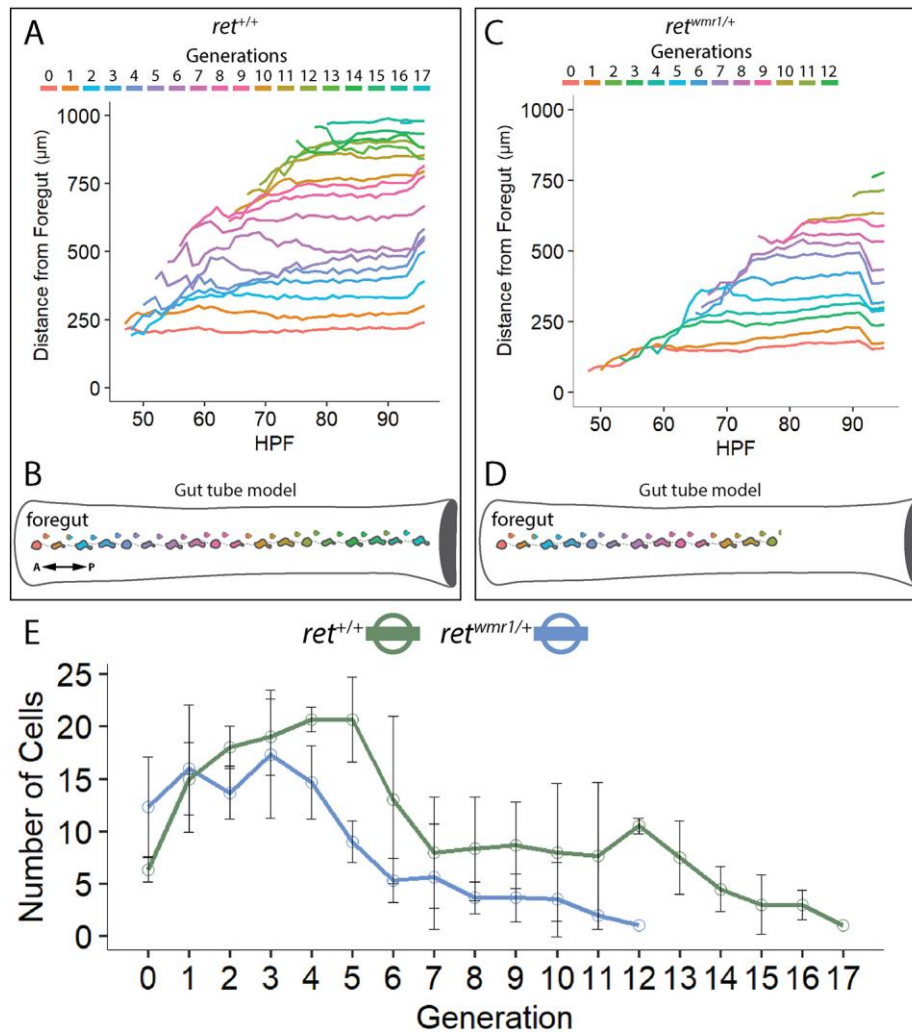 A
ret+/+
Generations
0 1 2 3 4 5 6 7 8 9 10 11 12 13 14 15 16 17
Distance from Foregut (µm)
1000
750
500
250
0
50 60 70 80 90
HPF
B
Gut tube model
foregut
A P
C
ret wmr1/+
Generations
0 1 2 3 4 5 6 7 8 9 10 11 12
Distance from Foregut (µm)
1000
750
500
250
0
50 60 70 80 90
HPF
D
Gut tube model
foregut
E
ret+/+ ret wmr1/+
Number of Cells
25
20
15
10
5
0
0 1 2 3 4 5 6 7 8 9 10 11 12 13 14 15 16 17
Generation